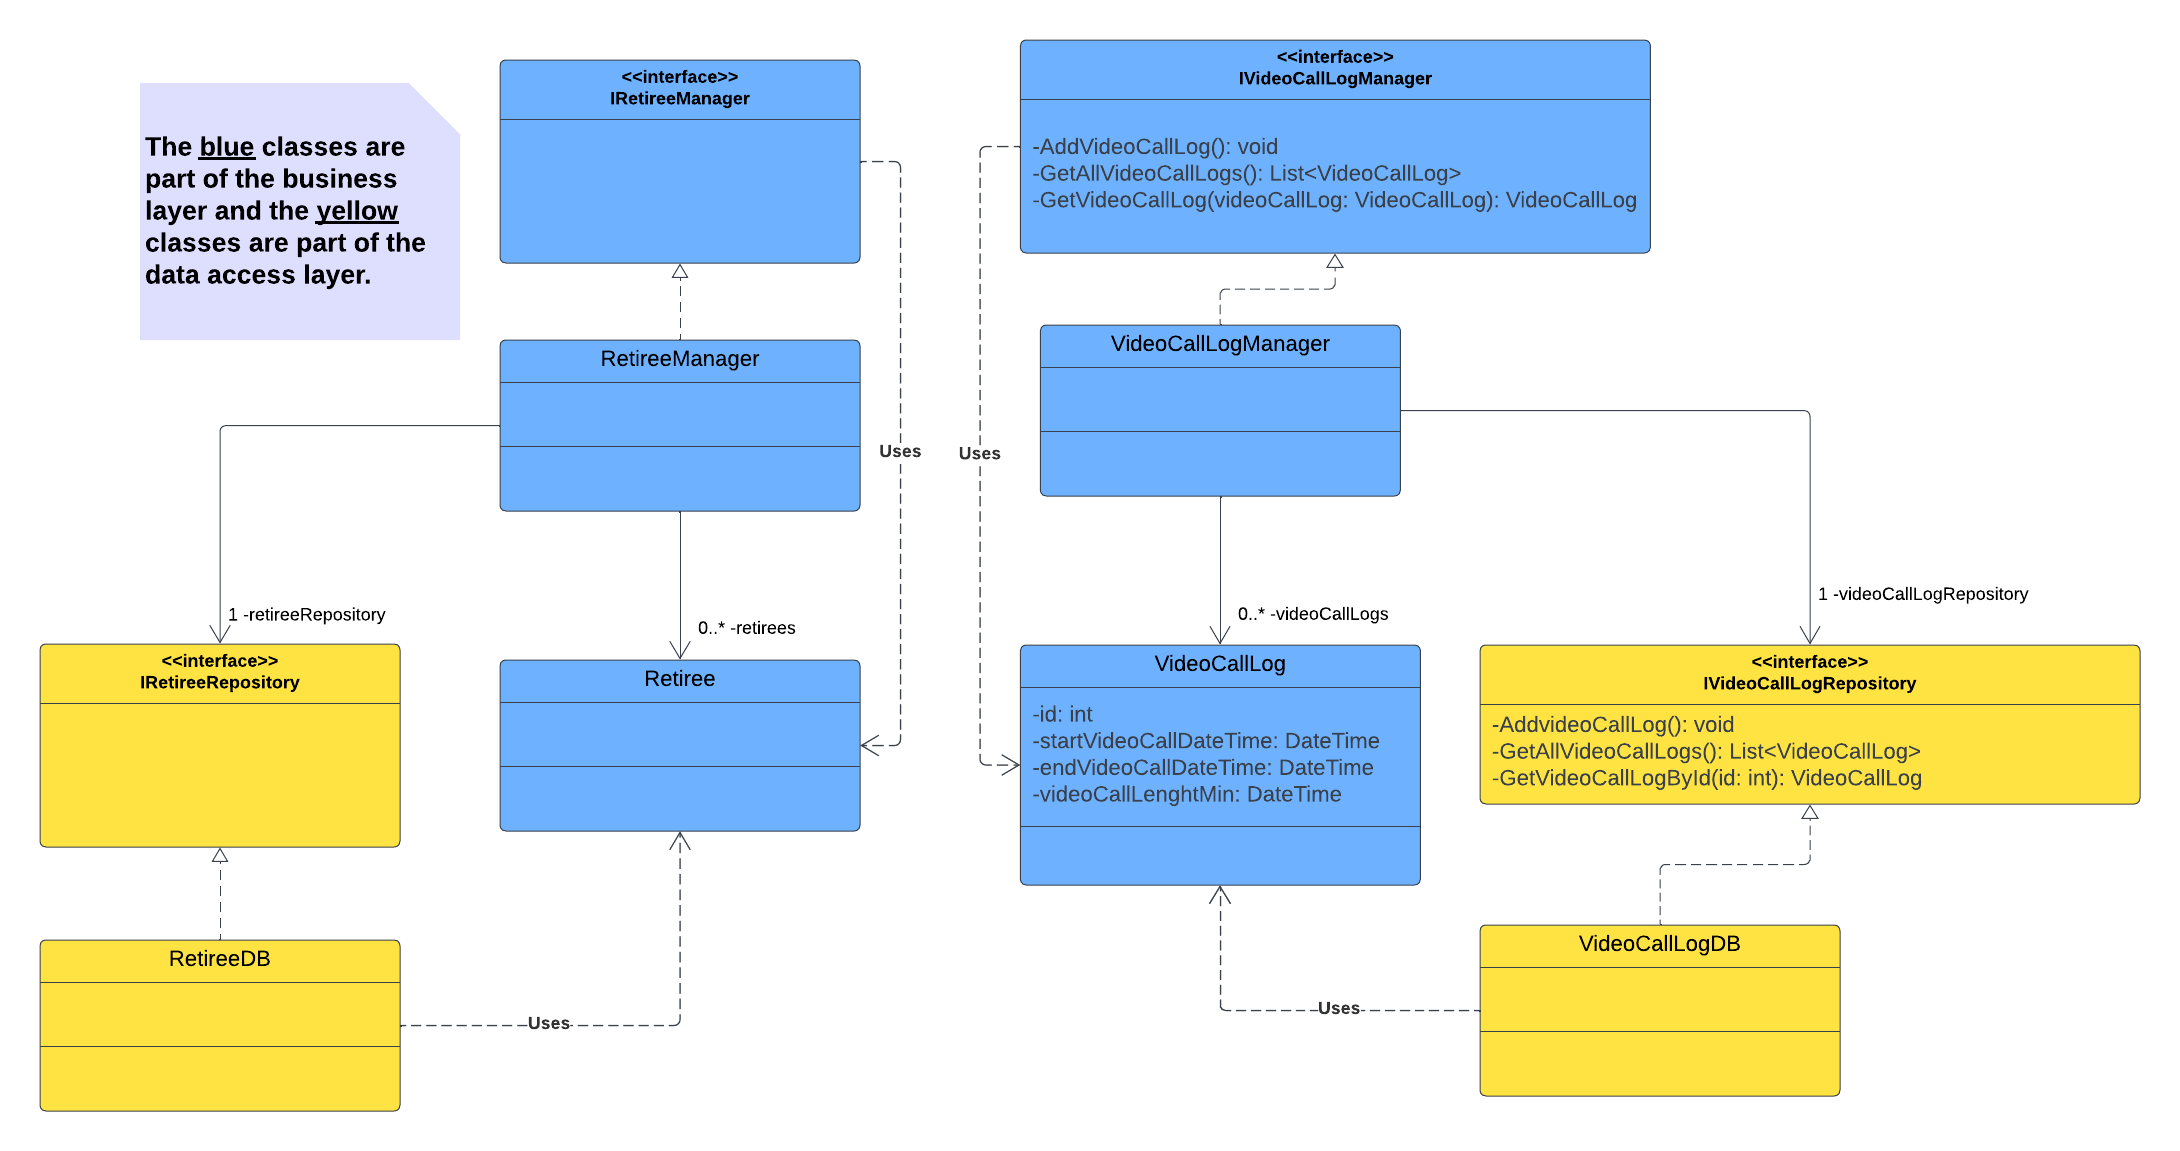 The blue classes are
part of the business
layer and the yellow
classes are part of the
data access layer.
<<interface>>
IRetireeManager
RetireeManager
Uses
1 -retireeRepository
0..* -retirees
<<interface>>
IRetireeRepository
Retiree
RetireeDB
Uses
<<interface>>
IVideoCallLogManager
-AddVideoCallLog(): void
-GetAllVideoCallLogs(): List<VideoCallLog>
-GetVideoCallLog(videoCallLog: VideoCallLog): VideoCallLog
VideoCallLogManager
Uses
0..* -videoCallLogs
1 -videoCallLogRepository
VideoCallLog
-id: int
-startVideoCallDateTime: DateTime
-endVideoCallDateTime: DateTime
-videoCallLenghtMin: DateTime
<<interface>>
IVideoCallLogRepository
-AddvideoCallLog(): void
-GetAllVideoCallLogs(): List<VideoCallLog>
-GetVideoCallLogById(id: int): VideoCallLog
VideoCallLogDB
Uses